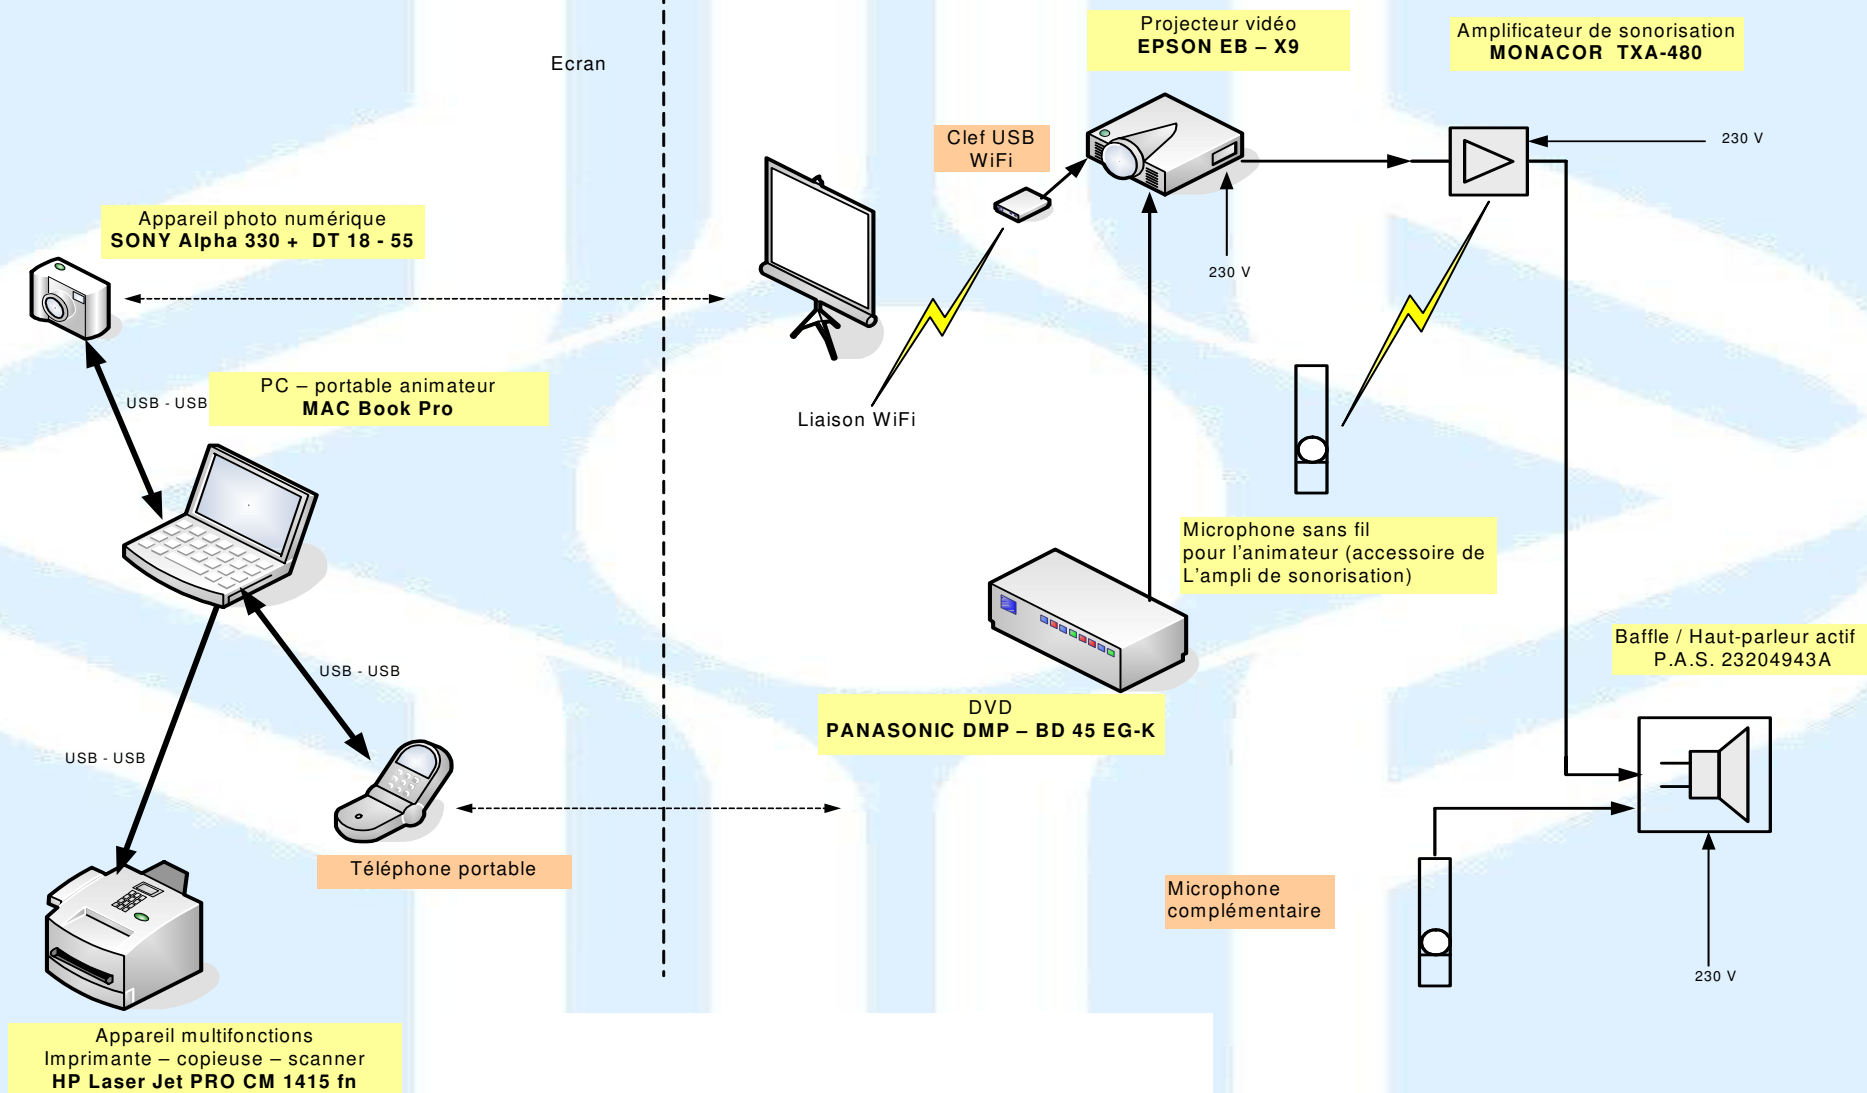 Projecteur vidéo
EPSON EB – X9
Amplificateur de sonorisation
MONACOR TXA-480
Ecran
Clef USB
WiFi
230 V
Appareil photo numérique
SONY Alpha 330 + DT 18 - 55
230 V
PC – portable animateur
MAC Book Pro
USB - USB
Liaison WiFi
Microphone sans fil
pour l'animateur (accessoire de
L'ampli de sonorisation)
Baffle / Haut-parleur actif
P.A.S. 23204943A
USB - USB
DVD
PANASONIC DMP – BD 45 EG-K
USB - USB
Téléphone portable
Microphone
complémentaire
230 V
Appareil multifonctions
Imprimante – copieuse – scanner
HP Laser Jet PRO CM 1415 fn